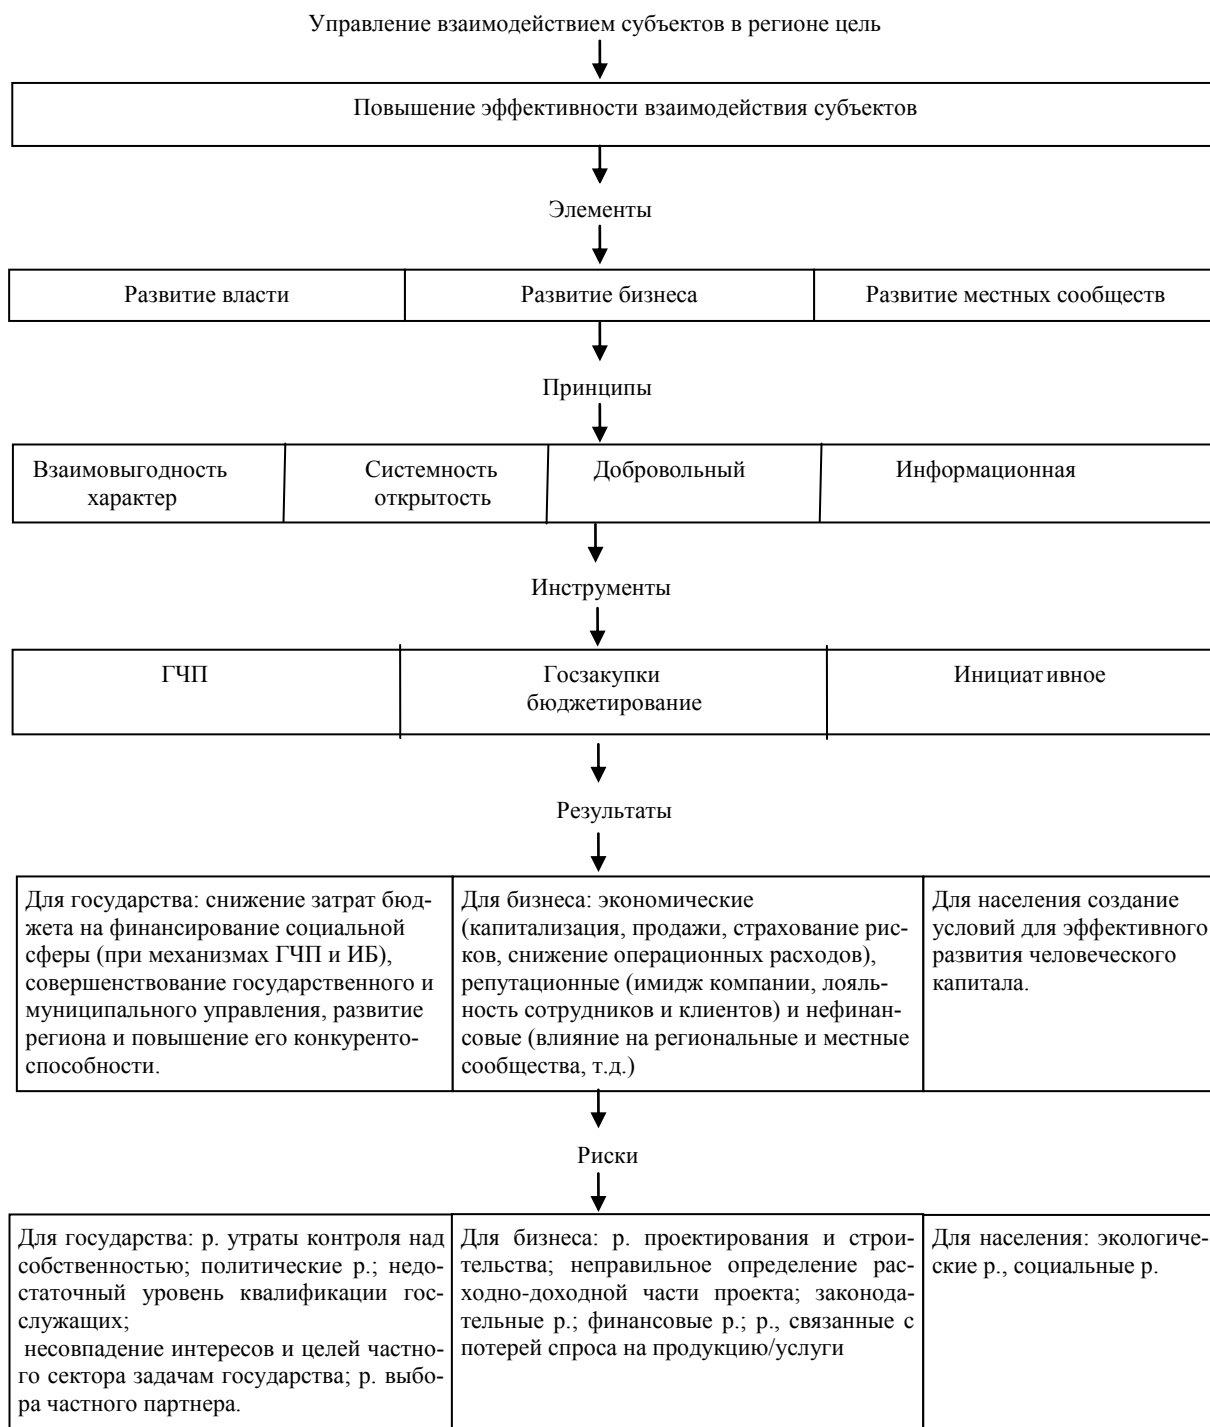 Управление взаимодействием субъектов в регионе цель
Повышение эффективности взаимодействия субъектов
Элементы
Развитие власти
Развитие бизнеса
Развитие местных сообществ
Принципы
Взаимовыгодность
характер
Системность
открытость
Добровольный
Информационная
Инструменты
ГЧП
Госзакупки
бюджетирование
Инициативное
Результаты
Для государства: снижение затрат бюд-
жета на финансирование социальной
сферы (при механизмах ГЧП и ИБ),
совершенствование государственного и
муниципального управления, развитие
региона и повышение его конкуренто-
способности.
Для бизнеса: экономические
(капитализация, продажи, страхование рис-
ков, снижение операционных расходов),
репутационные (имидж компании, лояль-
ность сотрудников и клиентов) и нефинан-
совые (влияние на региональные и местные
сообщества, т.д.)
Для населения создание
условий для эффективного
развития человеческого
капитала.
Риски
Для государства: р. утраты контроля над
собственностью; политические р.; недо-
статочный уровень квалификации гос-
служащих;
несовпадение интересов и целей частно-
го сектора задачам государства; р. выбо-
ра частного партнера.
Для бизнеса: р. проектирования и строи-
тельства; неправильное определение рас-
ходно-доходной части проекта; законода-
тельные р.; финансовые р.; р., связанные с
потерей спроса на продукцию/услуги
Для населения: экологиче-
ские р., социальные р.